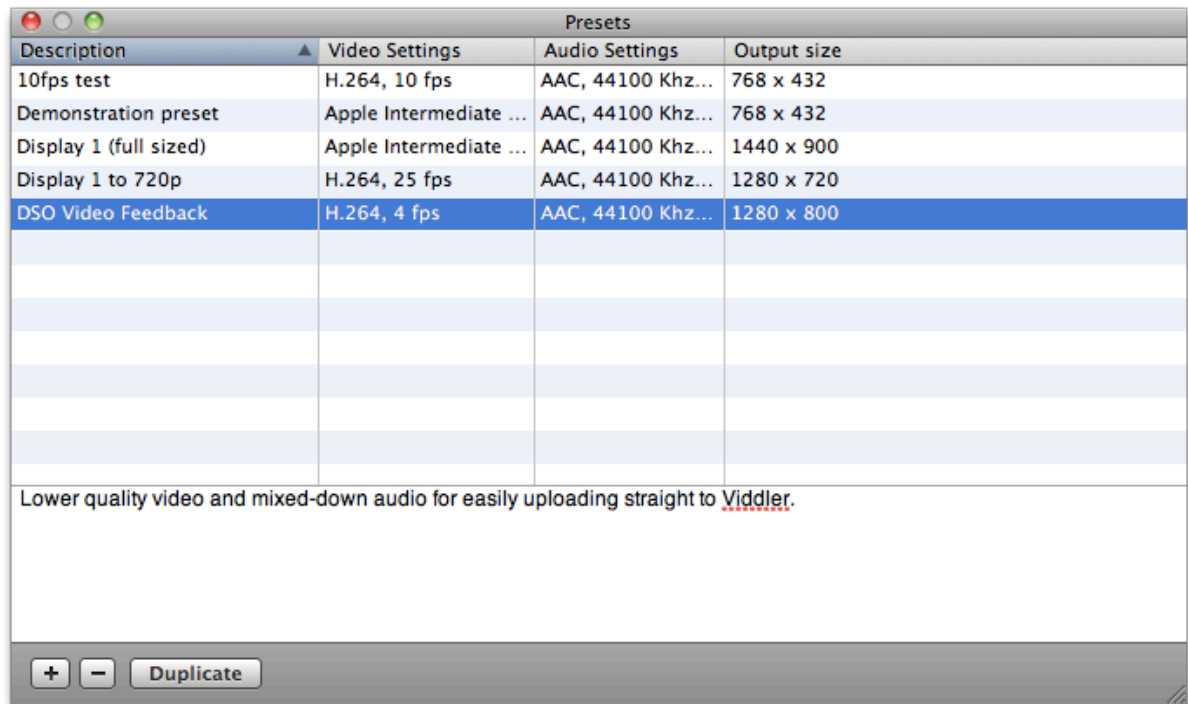 Presets
Description Video Settings Audio Settings Output size
10fps test H.264, 10 fps AAC, 44100 Khz... 768 x 432
Demonstration preset Apple Intermediate ... AAC, 44100 Khz... 768 x 432
Display 1 (full sized) Apple Intermediate ... AAC, 44100 Khz... 1440 x 900
Display 1 to 720p H.264, 25 fps AAC, 44100 Khz... 1280 x 720
DSO Video Feedback H.264, 4 fps AAC, 44100 Khz... 1280 x 800
Lower quality video and mixed-down audio for easily uploading straight to Viddler.
+ − Duplicate